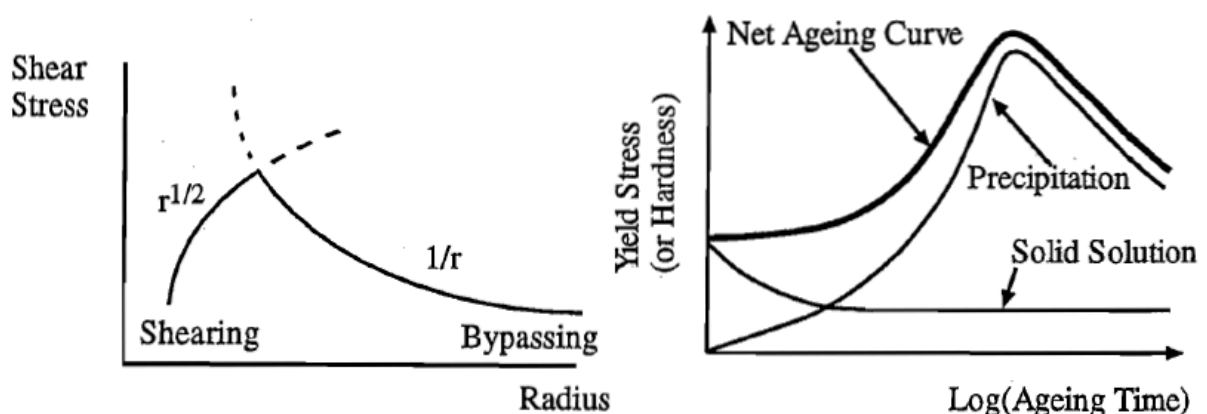 Shear
Stress
r1/2
1/r
Shearing
Bypassing
Radius
Net Ageing Curve
Yield Stress
(or Hardness)
Precipitation
Solid Solution
Log(Ageing Time)